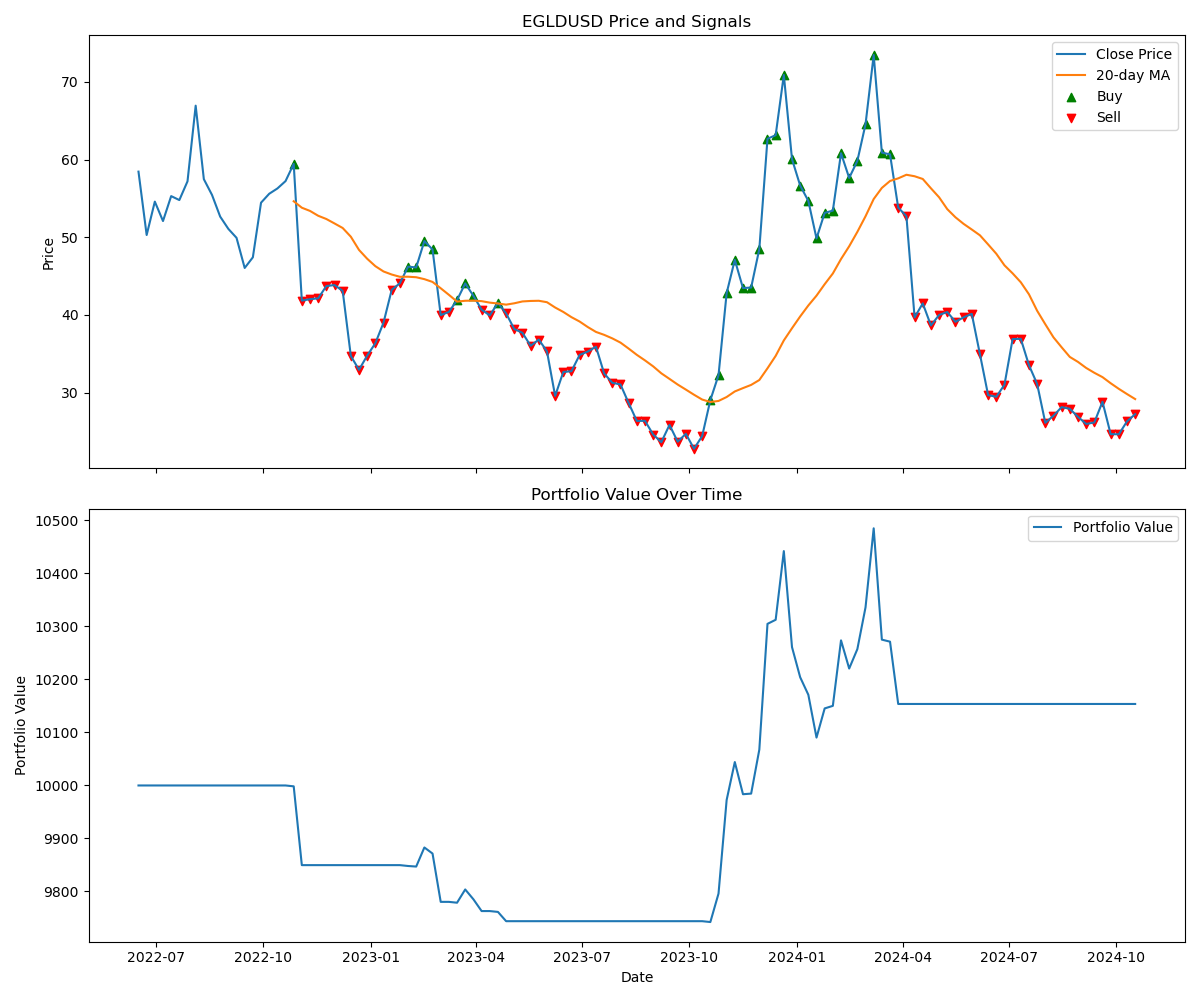 EGLDUSD Price and Signals
Price
70
60
50
40
30
Close Price
20-day MA
Buy
Sell
Portfolio Value Over Time
Portfolio Value
10500
10400
10300
10200
10100
10000
9900
9800
Portfolio Value
2022-07
2022-10
2023-01
2023-04
2023-07
2023-10
2024-01
2024-04
2024-07
2024-10
Date